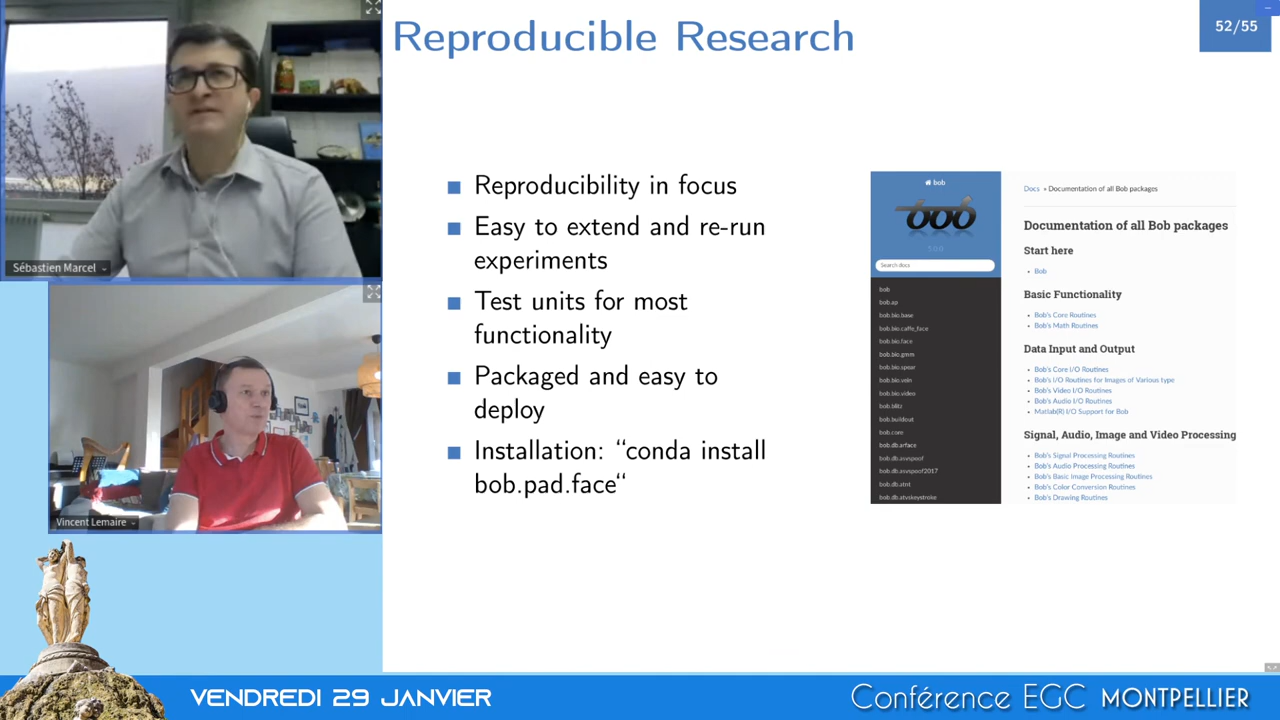 Reproducible Research
52/55
Sébastien Marcel
Vincent Lemaire
Reproducibility in focus
Easy to extend and re-run
experiments
Test units for most
functionality
Packaged and easy to
deploy
Installation: “conda install
bob.pad.face“
bob
bob
5.0.0
Search docs
bob
bob.ap
bob.bio.base
bob.bio.caffe_face
bob.bio.face
bob.bio.gmm
bob.bio.spear
bob.bio.vein
bob.bio.video
bob.blitz
bob.buildout
bob.core
bob.db.arface
bob.db.asvspoof
bob.db.asvspoof2017
bob.db.atnt
bob.db.atvskeystroke
Docs » Documentation of all Bob packages
Documentation of all Bob packages
Start here
Bob
Basic Functionality
Bob's Core Routines
Bob's Math Routines
Data Input and Output
Bob's Core I/O Routines
Bob's I/O Routines for Images of Various type
Bob's Video I/O Routines
Bob's Audio I/O Routines
Matlab(R) I/O Support for Bob
Signal, Audio, Image and Video Processing
Bob's Signal Processing Routines
Bob's Audio Processing Routines
Bob's Basic Image Processing Routines
Bob's Color Conversion Routines
Bob's Drawing Routines
VENDREDI 29 JANVIER
Conférence EGC MONTPELLIER